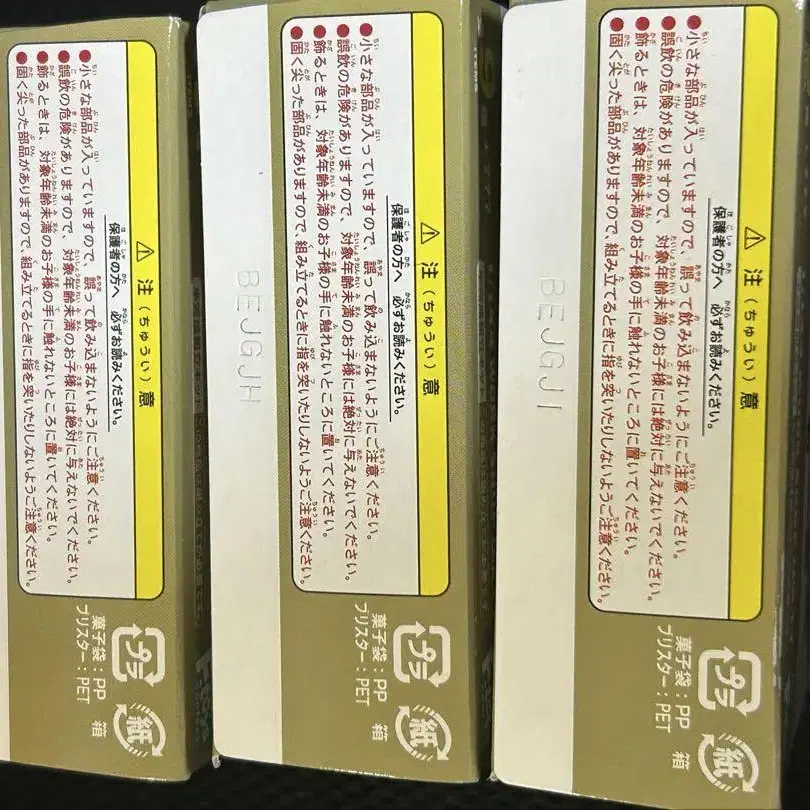 注（ちゅうい）意
保護者の方へ 必ずお読みください。
●小さな部品が入っていますので、誤って飲み込まないようにご注意ください。
●誤飲の危険がありますので、対象年齢未満のお子様には絶対に与えないでください。
●飾るときは、対象年齢未満のお子様の手に触れないところに置いてください。
●固く尖った部品がありますので、組み立てるときに指を突いたりしないようご注意ください。
プラ
菓子袋：PP
ブリスター：PET
紙
箱
BEJGJI
注（ちゅうい）意
保護者の方へ 必ずお読みください。
●小さな部品が入っていますので、誤って飲み込まないようにご注意ください。
●誤飲の危険がありますので、対象年齢未満のお子様には絶対に与えないでください。
●飾るときは、対象年齢未満のお子様の手に触れないところに置いてください。
●固く尖った部品がありますので、組み立てるときに指を突いたりしないようご注意ください。
プラ
菓子袋：PP
ブリスター：PET
紙
箱
BEJGJH
注（ちゅうい）意
保護者の方へ 必ずお読みください。
●小さな部品が入っていますので、誤って飲み込まないようにご注意ください。
●誤飲の危険がありますので、対象年齢未満のお子様には絶対に与えないでください。
●飾るときは、対象年齢未満のお子様の手に触れないところに置いてください。
●固く尖った部品がありますので、組み立てるときに指を突いたりしないようご注意ください。
プラ
菓子袋：PP
ブリスター：PET
紙
箱